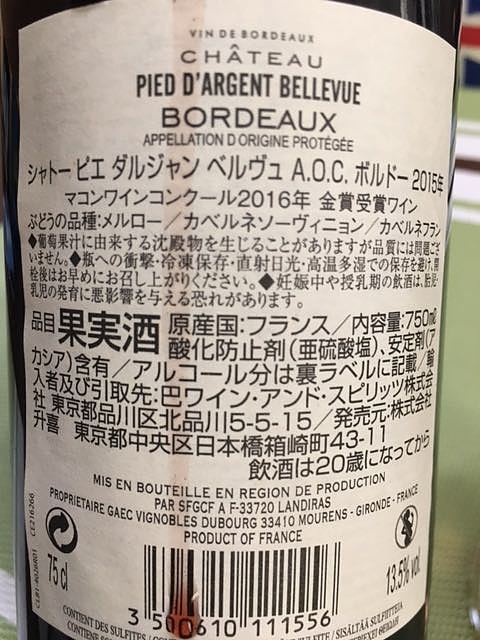 VIN DE BORDEAUX
CHÂTEAU
PIED D'ARGENT BELLEVUE
BORDEAUX
APPELLATION D'ORIGINE PROTÉGÉE
シャトー ピエ ダルジャン ベルヴュ A.O.C. ボルドー 2015年
マコンワインコンクール2016年 金賞受賞ワイン
ぶどうの品種:メルロー/カベルネソーヴィニョン/カベルネフラン
◆葡萄果汁に由来する沈殿物を生じることがありますが品質には問題ござ
いません。◆瓶への衝撃・冷凍保存・直射日光・高温多湿での保存を避け、開
栓後はお早めにお召し上がりください。◆妊娠中や授乳期の飲酒は、胎児・
乳児の発育に悪影響を与える恐れがあります。
品目 果実酒 原産国:フランス/内容量:750mℓ
酸化防止剤(亜硫酸塩)、安定剤(ア
カシア)含有/アルコール分は裏ラベルに記載/輸
入者及び引取先:巴ワイン・アンド・スピリッツ株式会
社 東京都品川区北品川5-5-15/発売元:株式会社
升喜 東京都中央区日本橋箱崎町43-11
飲酒は20歳になってから
MIS EN BOUTEILLE EN REGION DE PRODUCTION
PAR SFGCF A F-33720 LANDIRAS
PROPRIETAIRE GAEC VIGNOBLES DUBOURG 33410 MOURENS - GIRONDE - FRANCE
PRODUCT OF FRANCE
CE216266
75 cl
13.5% vol.
3 500610 111556
CONTIENT DES SULFITES